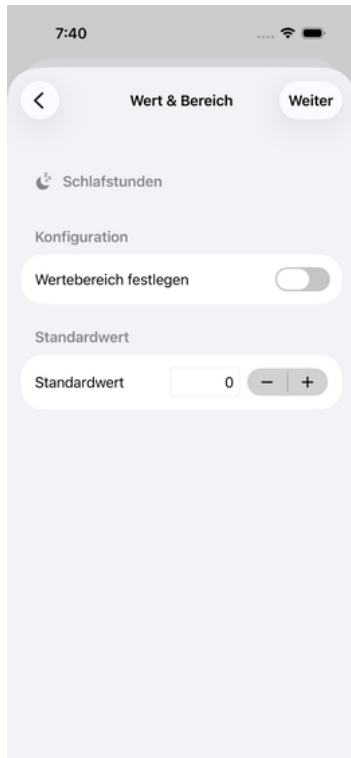 7:40
Wert & Bereich
Weiter
Schlafstunden
Konfiguration
Wertebereich festlegen
Standardwert
Standardwert 0 − +